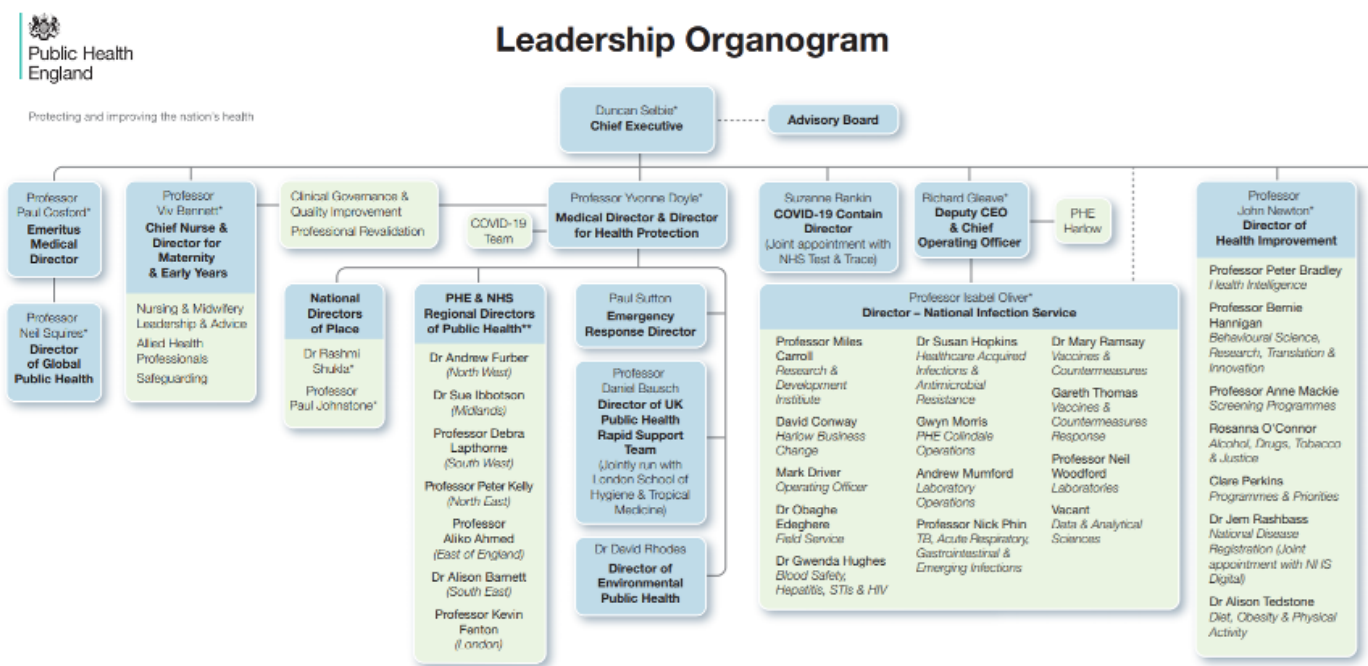 Public Health
England
Protecting and improving the nation's health
Leadership Organogram
Duncan Selbie*
Chief Executive
Advisory Board
Professor
Paul Cosford*
Emeritus
Medical
Director
Professor
Neil Squires*
Director
of Global
Public Health
Professor
Viv Bennett*
Chief Nurse &
Director for
Maternity
& Early Years
Nursing & Midwifery
Leadership & Advice
Allied Health
Professionals
Safeguarding
Clinical Governance &
Quality Improvement
Professional Revalidation
COVID-19
Team
Professor Yvonne Doyle*
Medical Director & Director
for Health Protection
National
Directors
of Place
Dr Rashmi
Shukla*
Professor
Paul Johnstone*
PHE & NHS
Regional Directors
of Public Health**
Dr Andrew Furber
(North West)
Dr Sue Ibbotson
(Midlands)
Professor Debra
Lapthorne
(South West)
Professor Peter Kelly
(North East)
Professor
Aliko Ahmed
(East of England)
Dr Alison Barnett
(South East)
Professor Kevin
Fenton
(London)
Paul Sutton
Emergency
Response Director
Professor
Daniel Bausch
Director of UK
Public Health
Rapid Support
Team
(Jointly run with
London School of
Hygiene & Tropical
Medicine)
Dr David Rhodes
Director of
Environmental
Public Health
Suzanne Rankin
COVID-19 Contain
Director
(Joint appointment with
NHS Test & Trace)
Richard Gleave*
Deputy CEO
& Chief
Operating Officer
PHE
Harlow
Professor Isabel Oliver*
Director – National Infection Service
Professor Miles
Carroll
Research &
Development
Institiute
David Conway
Harlow Business
Change
Mark Driver
Operating Officer
Dr Obaghe
Edeghere
Field Service
Dr Gwenda Hughes
Blood Safety,
Hepatitis, STIs & HIV
Dr Susan Hopkins
Healthcare Acquired
Infections &
Antimicrobial
Resistance
Gwyn Morris
PHE Colindale
Operations
Andrew Mumford
Laboratory
Operations
Professor Nick Phin
TB, Acute Respiratory,
Gastrointestinal &
Emerging Infections
Dr Mary Ramsay
Vaccines &
Countermeasures
Gareth Thomas
Vaccines &
Countermeasures
Response
Professor Neil
Woodford
Laboratories
Vacant
Data & Analytical
Sciences
Professor
John Newton*
Director of
Health Improvement
Professor Peter Bradley
Health Intelligence
Professor Bernie
Hannigan
Behavioural Science,
Research, Translation &
Innovation
Professor Anne Mackie
Screening Programmes
Rosanna O'Connor
Alcohol, Drugs, Tobacco
& Justice
Clare Perkins
Programmes & Priorities
Dr Jem Rashbass
National Disease
Registration (Joint
appointment with NHS
Digital)
Dr Alison Tedstone
Diet, Obesity & Physical
Activity